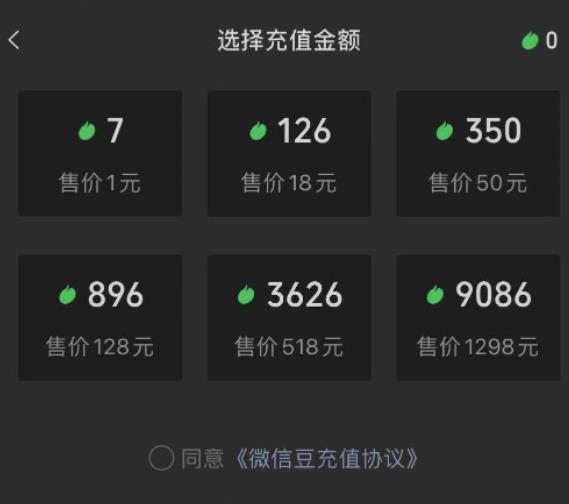 选择充值金额 0
7 126 350
售价1元 售价18元 售价50元
896 3626 9086
售价128元 售价518元 售价1298元
同意《微信豆充值协议》